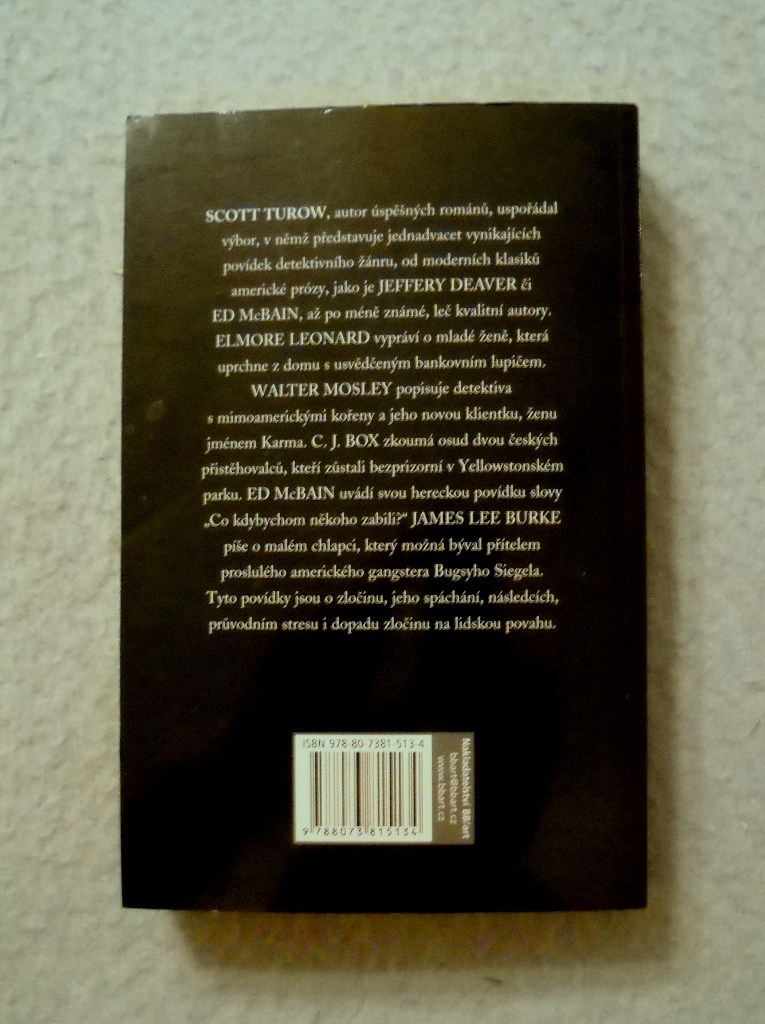 SCOTT TUROW, autor úspěšných románů, uspořádal
výbor, v němž představuje jednadvacet vynikajících
povídek detektivního žánru, od moderních klasiků
americké prózy, jako je JEFFERY DEAVER či
ED McBAIN, až po méně známé, leč kvalitní autory.
ELMORE LEONARD vypráví o mladé ženě, která
uprchne z domu s usvědčeným bankovním lupičem.
WALTER MOSLEY popisuje detektiva
s mimoamerickými kořeny a jeho novou klientku, ženu
jménem Karma. C. J. BOX zkoumá osud dvou českých
přistěhovalců, kteří zůstali bezprizorní v Yellowstonském
parku. ED McBAIN uvádí svou hereckou povídku slovy
„Co kdybychom někoho zabili?“ JAMES LEE BURKE
píše o malém chlapci, který možná býval přítelem
proslulého amerického gangstera Bugsyho Siegela.
Tyto povídky jsou o zločinu, jeho spáchání, následcích,
průvodním stresu i dopadu zločinu na lidskou povahu.
ISBN 978-80-7381-513-4
9 788073 815134
Nakladatelství BB/art
bbart@bbart.cz
www.bbart.cz